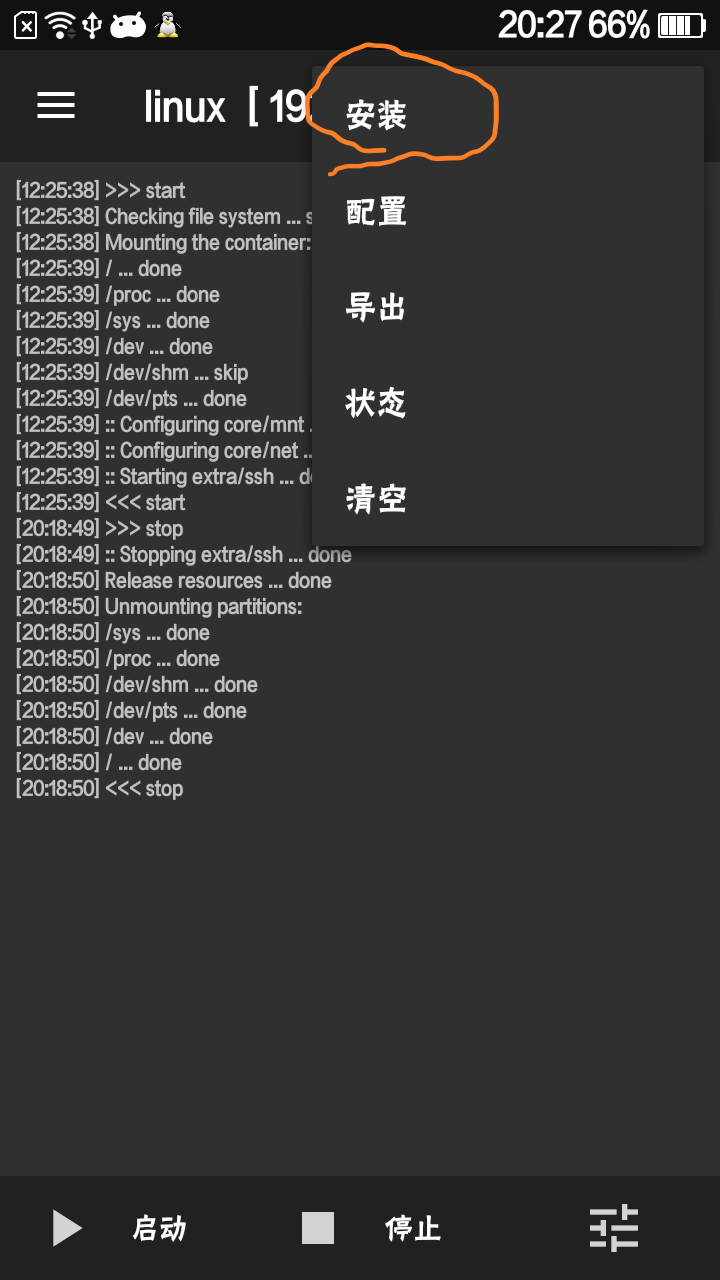 20:27 66%
linux [ 19
安装
配置
导出
状态
清空
[12:25:38] >>> start
[12:25:38] Checking file system ... s
[12:25:38] Mounting the container:
[12:25:39] / ... done
[12:25:39] /proc ... done
[12:25:39] /sys ... done
[12:25:39] /dev ... done
[12:25:39] /dev/shm ... skip
[12:25:39] /dev/pts ... done
[12:25:39] :: Configuring core/mnt .
[12:25:39] :: Configuring core/net ..
[12:25:39] :: Starting extra/ssh ... d
[12:25:39] <<< start
[20:18:49] >>> stop
[20:18:49] :: Stopping extra/ssh ... done
[20:18:50] Release resources ... done
[20:18:50] Unmounting partitions:
[20:18:50] /sys ... done
[20:18:50] /proc ... done
[20:18:50] /dev/shm ... done
[20:18:50] /dev/pts ... done
[20:18:50] /dev ... done
[20:18:50] / ... done
[20:18:50] <<< stop
启动 停止